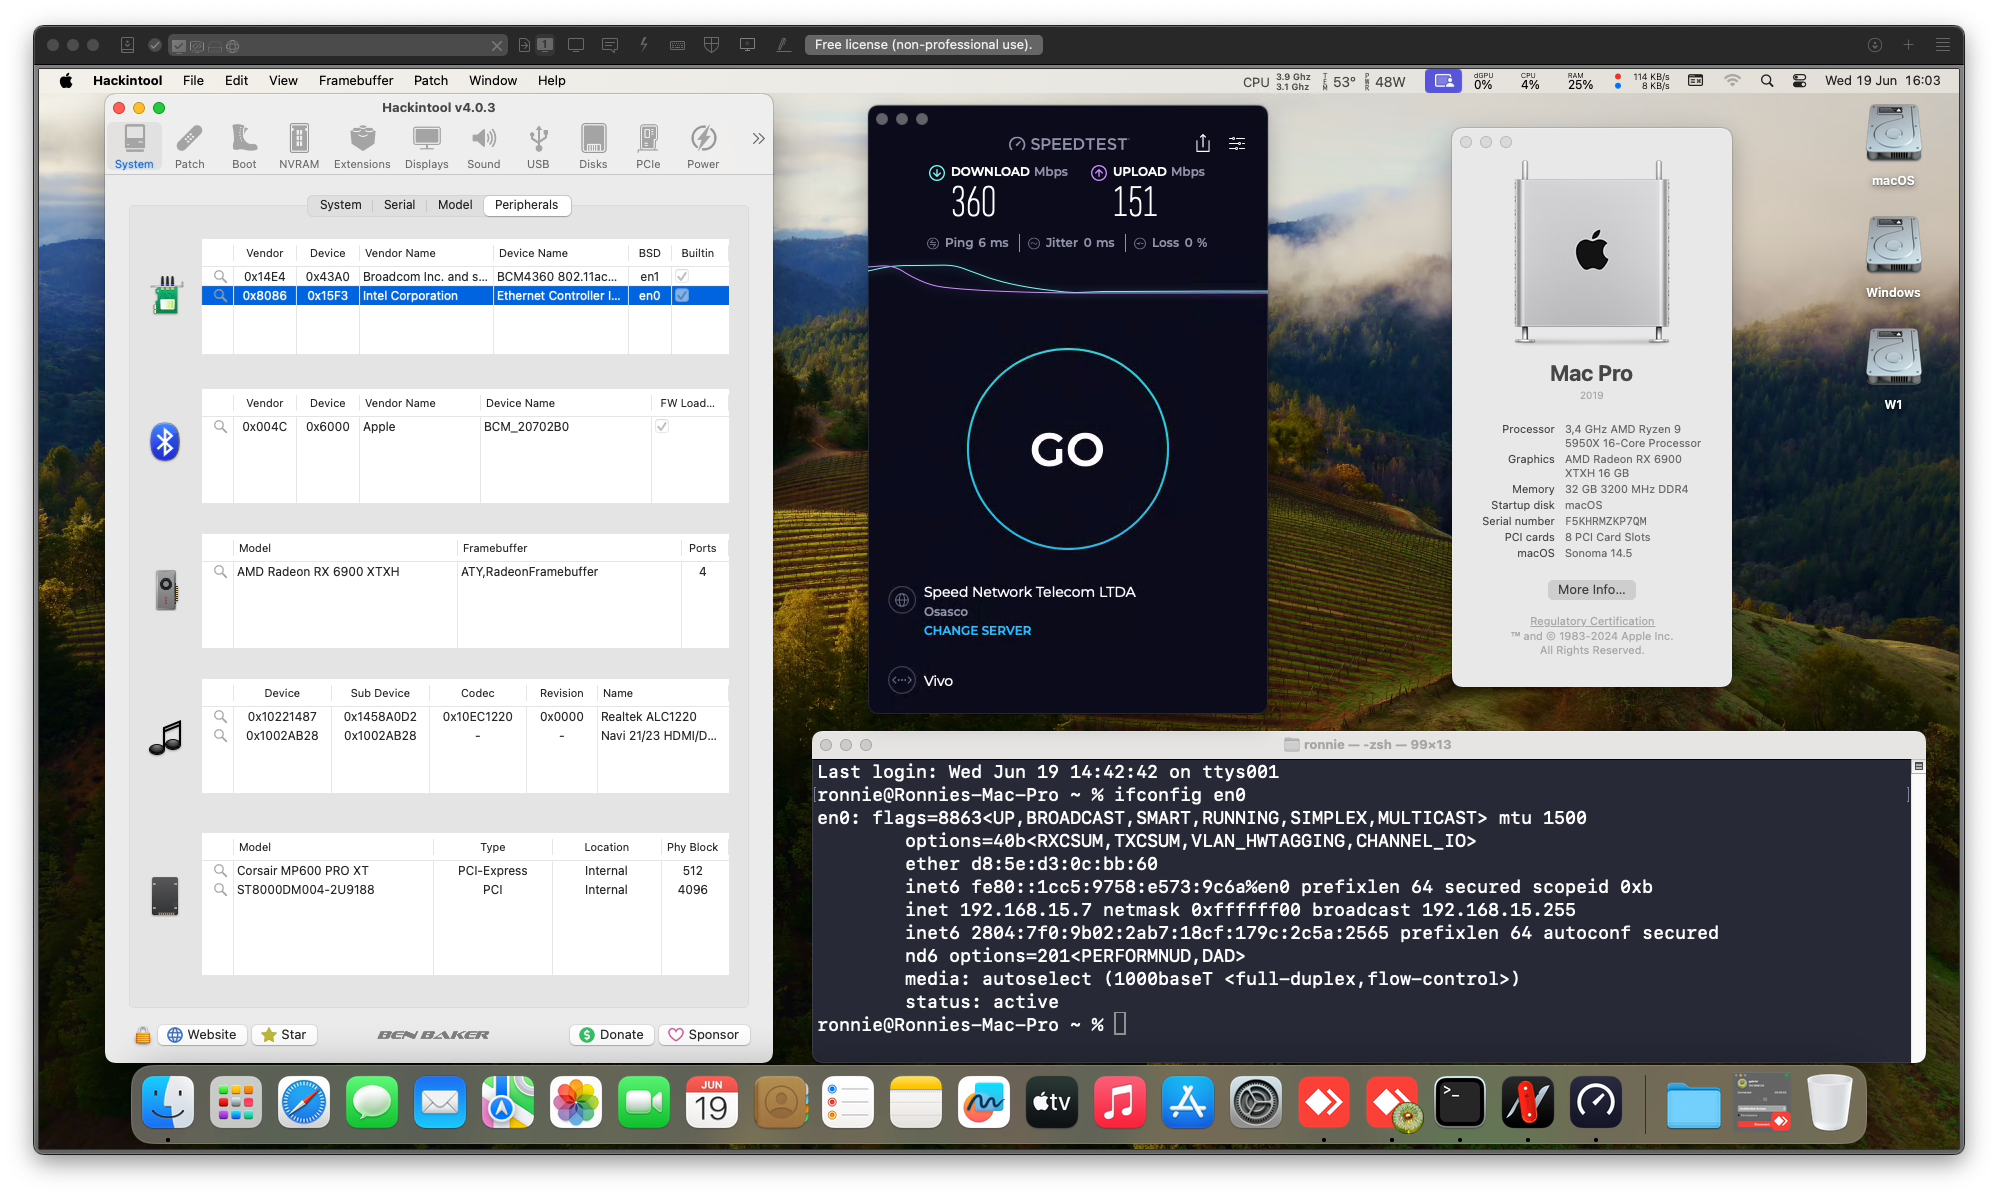 1
Free license (non-professional use).
Hackintool File Edit View Framebuffer Patch Window Help
CPU 3.9 Ghz 3.1 Ghz TEM 53° PWR 48W dGPU 0% CPU 4% RAM 25% 114 KB/s 8 KB/s Wed 19 Jun 16:03
Hackintool v4.0.3
System Patch Boot NVRAM Extensions Displays Sound USB Disks PCIe Power
System Serial Model Peripherals
Vendor Device Vendor Name Device Name BSD Builtin
0x14E4 0x43A0 Broadcom Inc. and s... BCM4360 802.11ac... en1
0x8086 0x15F3 Intel Corporation Ethernet Controller I... en0
Vendor Device Vendor Name Device Name FW Load...
0x004C 0x6000 Apple BCM_20702B0
Model Framebuffer Ports
AMD Radeon RX 6900 XTXH ATY,RadeonFramebuffer 4
Device Sub Device Codec Revision Name
0x10221487 0x1458A0D2 0x10EC1220 0x0000 Realtek ALC1220
0x1002AB28 0x1002AB28 - - Navi 21/23 HDMI/D...
Model Type Location Phy Block
Corsair MP600 PRO XT PCI-Express Internal 512
ST8000DM004-2U9188 PCI Internal 4096
Website Star BEN BAKER Donate Sponsor
SPEEDTEST
DOWNLOAD Mbps UPLOAD Mbps
360 151
Ping 6 ms Jitter 0 ms Loss 0 %
GO
Speed Network Telecom LTDA
Osasco
CHANGE SERVER
Vivo
Mac Pro
2019
Processor 3,4 GHz AMD Ryzen 9
5950X 16-Core Processor
Graphics AMD Radeon RX 6900
XTXH 16 GB
Memory 32 GB 3200 MHz DDR4
Startup disk macOS
Serial number F5KHRMZKP7QM
PCI cards 8 PCI Card Slots
macOS Sonoma 14.5
More Info...
Regulatory Certification
™ and © 1983-2024 Apple Inc.
All Rights Reserved.
macOS
Windows
W1
ronnie — -zsh — 99×13
Last login: Wed Jun 19 14:42:42 on ttys001
ronnie@Ronnies-Mac-Pro ~ % ifconfig en0
en0: flags=8863<UP,BROADCAST,SMART,RUNNING,SIMPLEX,MULTICAST> mtu 1500
options=40b<RXCSUM,TXCSUM,VLAN_HWTAGGING,CHANNEL_IO>
ether d8:5e:d3:0c:bb:60
inet6 fe80::1cc5:9758:e573:9c6a%en0 prefixlen 64 secured scopeid 0xb
inet 192.168.15.7 netmask 0xffffff00 broadcast 192.168.15.255
inet6 2804:7f0:9b02:2ab7:18cf:179c:2c5a:2565 prefixlen 64 autoconf secured
nd6 options=201<PERFORMNUD,DAD>
media: autoselect (1000baseT <full-duplex,flow-control>)
status: active
ronnie@Ronnies-Mac-Pro ~ %
JUN
19
tv